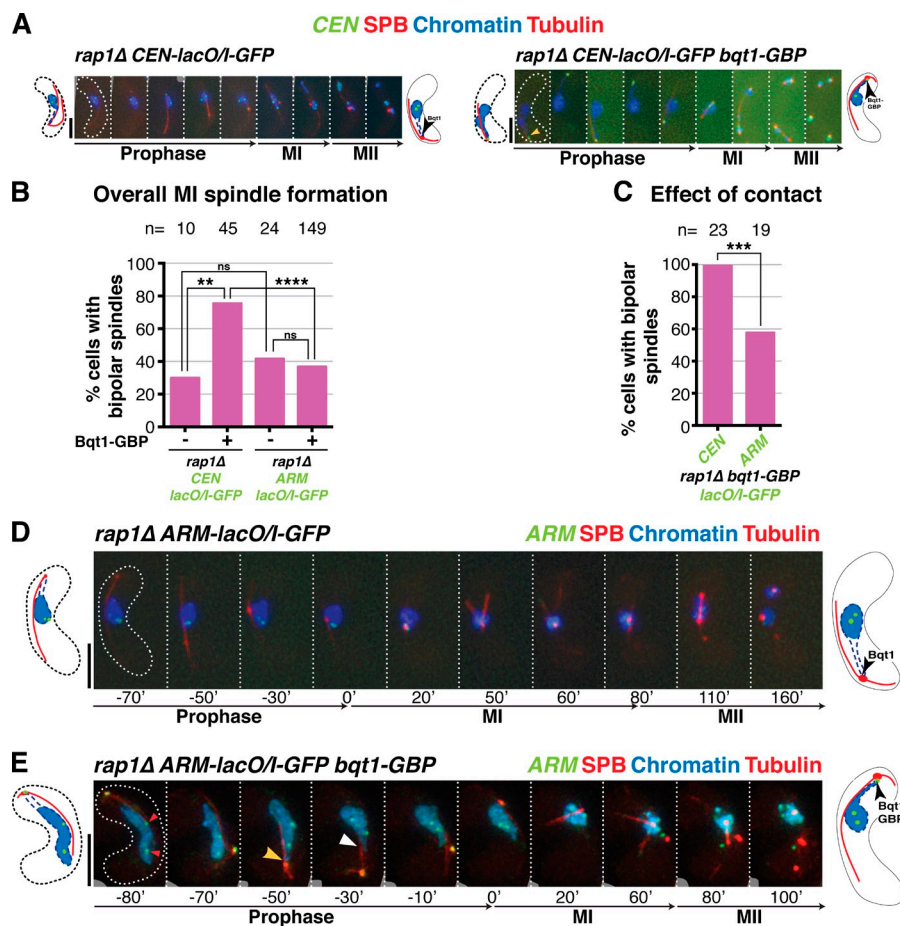 A
CEN SPB Chromatin Tubulin
rap1Δ CEN-lacO/I-GFP
rap1Δ CEN-lacO/I-GFP bqt1-GBP
Bqt1
Bqt1-
GBP
Prophase MI MII
Prophase MI MII
B Overall MI spindle formation
n= 10 45 24 149
% cells with
bipolar spindles
100
80
60
40
20
0
ns
** ****
ns
Bqt1-GBP - + - +
rap1Δ rap1Δ
CEN ARM
lacO/I-GFP lacO/I-GFP
C Effect of contact
n= 23 19
***
% cells with bipolar
spindles
100
80
60
40
20
0
CEN ARM
rap1Δ bqt1-GBP
lacO/I-GFP
D rap1Δ ARM-lacO/I-GFP
ARM SPB Chromatin Tubulin
Bqt1
-70’ -50’ -30’ 0’ 20’ 50’ 60’ 80’ 110’ 160’
Prophase MI MII
E rap1Δ ARM-lacO/I-GFP bqt1-GBP
ARM SPB Chromatin Tubulin
Bqt1-
GBP
-80’ -70’ -50’ -30’ -10’ 0’ 20’ 60’ 80’ 100’
Prophase MI MII